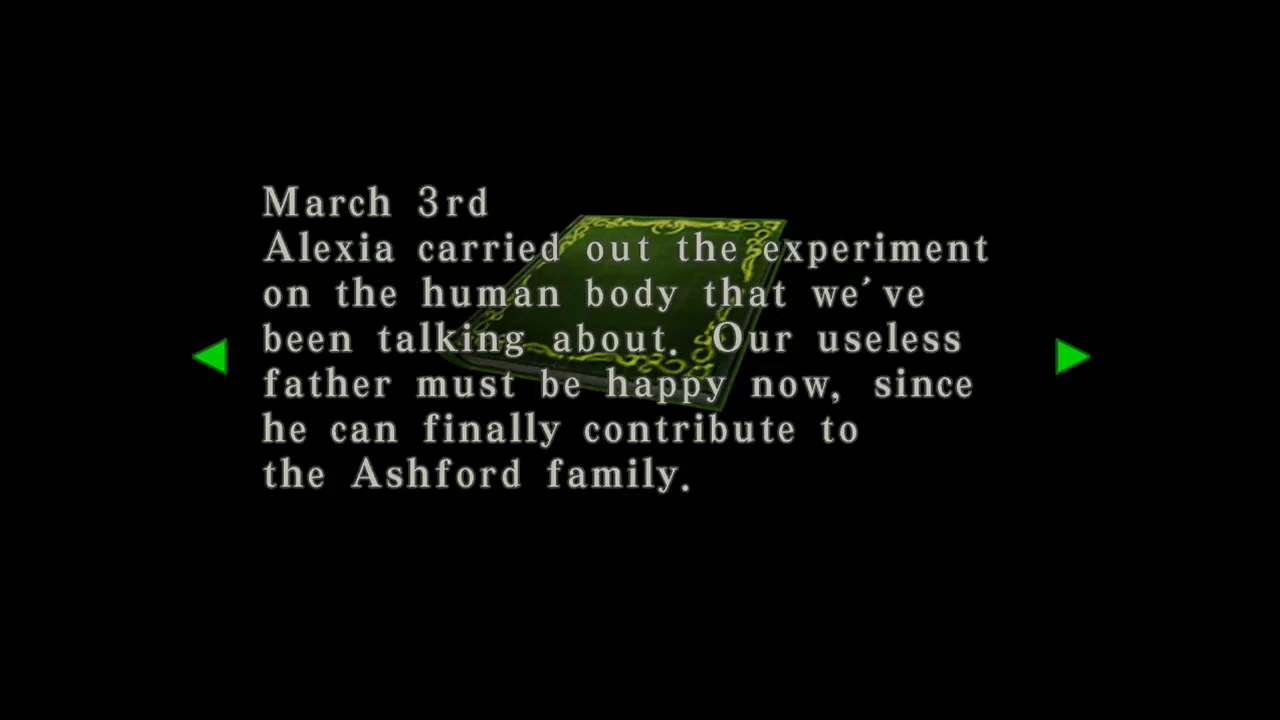 March 3rd
Alexia carried out the experiment
on the human body that we've
been talking about. Our useless
father must be happy now, since
he can finally contribute to
the Ashford family.